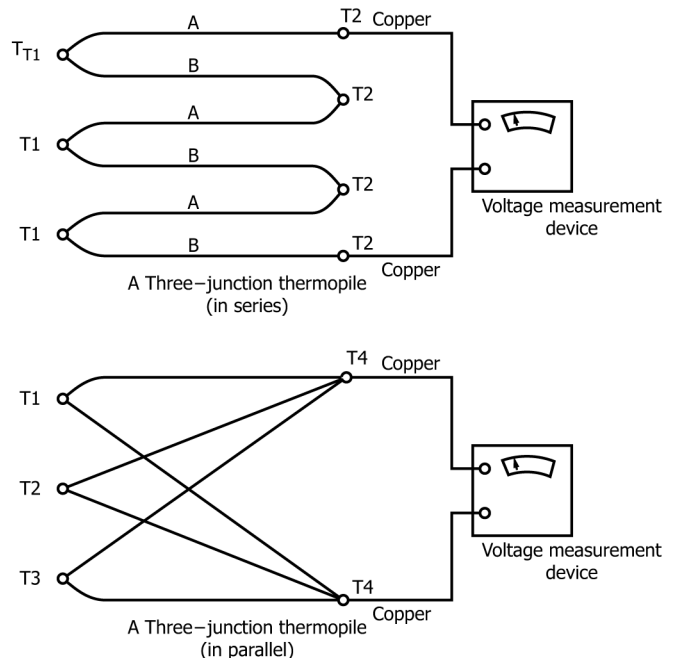 A
T2 Copper
TT1
B
T2
A
T1
B
T2
A
T1
B
T2
Copper
Voltage measurement
device
A Three−junction thermopile
(in series)
T4 Copper
T1
T2
T3
T4
Copper
Voltage measurement
device
A Three−junction thermopile
(in parallel)